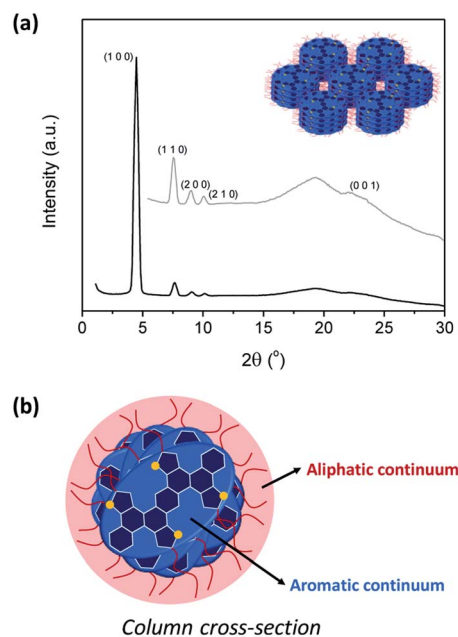 (a)
(1 0 0)
(1 1 0)
(2 0 0)
(2 1 0)
(0 0 1)
Intensity (a.u.)
1 5 10 15 20 25 30
2θ (°)
(b)
Aliphatic continuum
Aromatic continuum
Column cross-section